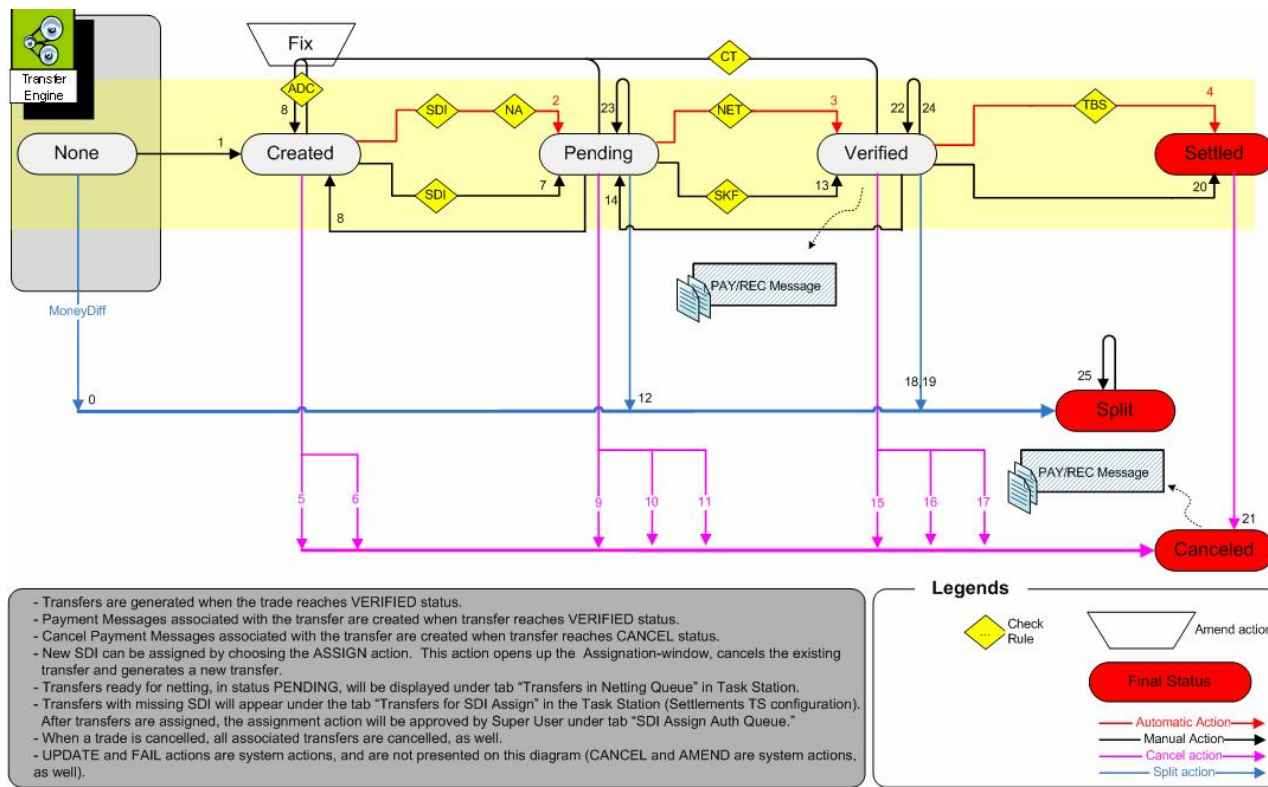 Fix
CT
Transfer
Engine
ADC
8
SDI
NA
2
23
NET
3
22
24
TBS
4
None
1
Created
Pending
Verified
Settled
SDI
7
SKF
13
20
8
14
PAY/REC Message
MoneyDiff
25
0
12
18,19
Split
PAY/REC Message
5
6
9
10
11
15
16
17
21
Canceled
- Transfers are generated when the trade reaches VERIFIED status.
- Payment Messages associated with the transfer are created when transfer reaches VERIFIED status.
- Cancel Payment Messages associated with the transfer are created when transfer reaches CANCEL status.
- New SDI can be assigned by choosing the ASSIGN action. This action opens up the Assignation-window, cancels the existing
transfer and generates a new transfer.
- Transfers ready for netting, in status PENDING, will be displayed under tab “Transfers in Netting Queue” in Task Station.
- Transfers with missing SDI will appear under the tab “Transfers for SDI Assign” in the Task Station (Settlements TS configuration).
After transfers are assigned, the assignment action will be approved by Super User under tab “SDI Assign Auth Queue.”
- When a trade is cancelled, all associated transfers are cancelled, as well.
- UPDATE and FAIL actions are system actions, and are not presented on this diagram (CANCEL and AMEND are system actions,
as well).
Legends
...
Check
Rule
Amend action
Final Status
Automatic Action
Manual Action
Cancel action
Split action